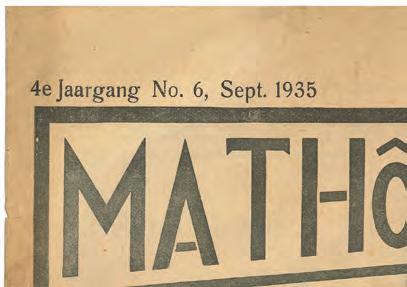 4e Jaargang No. 6, Sept. 1935
MATHÔ